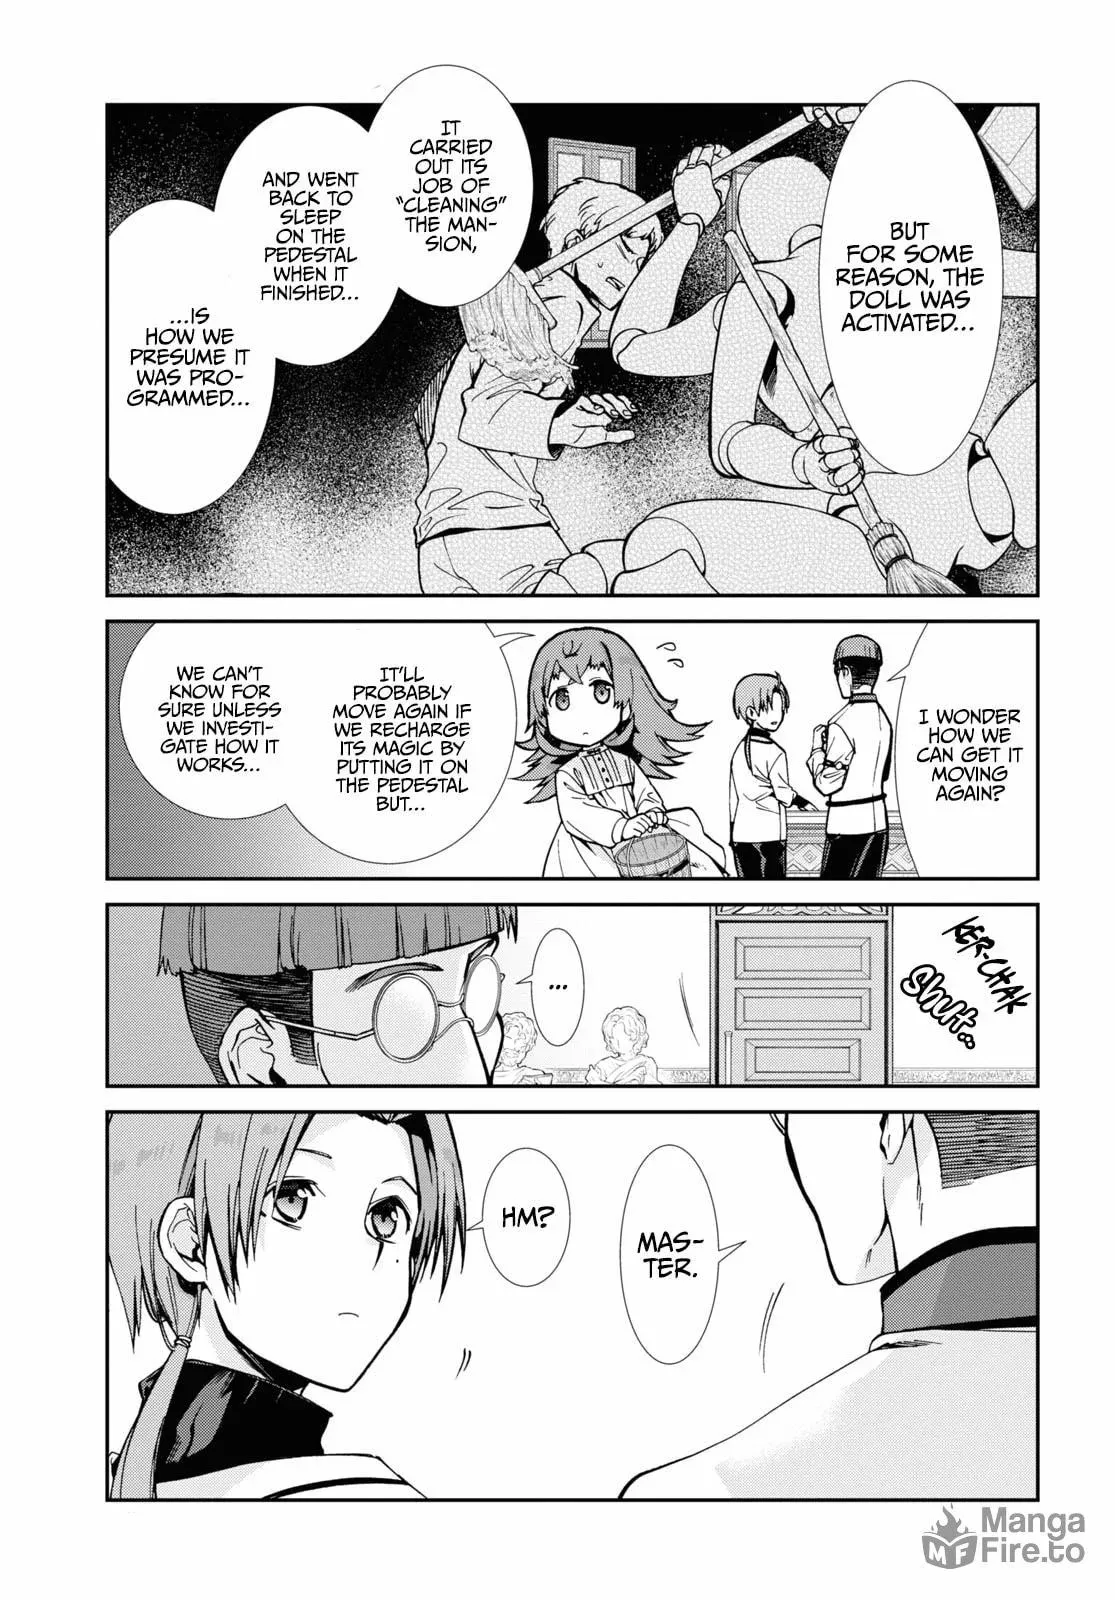 BUT
FOR SOME
REASON, THE
DOLL WAS
ACTIVATED...
IT
CARRIED
OUT ITS
JOB OF
"CLEANING"
THE MAN-
SION,
AND WENT
BACK TO
SLEEP
ON THE
PEDESTAL
WHEN IT
FINISHED...
...IS
HOW WE
PRESUME IT
WAS PRO-
GRAMMED...
I WONDER
HOW WE
CAN GET IT
MOVING
AGAIN?
IT'LL
PROBABLY
MOVE AGAIN IF
WE RECHARGE
ITS MAGIC BY
PUTTING IT ON
THE PEDESTAL
BUT...
WE CAN'T
KNOW FOR
SURE UNLESS
WE INVESTI-
GATE HOW IT
WORKS...
KER-CHAK
Shut...
...
MAS-
TER.
HM?
Manga
Fire.to
MF